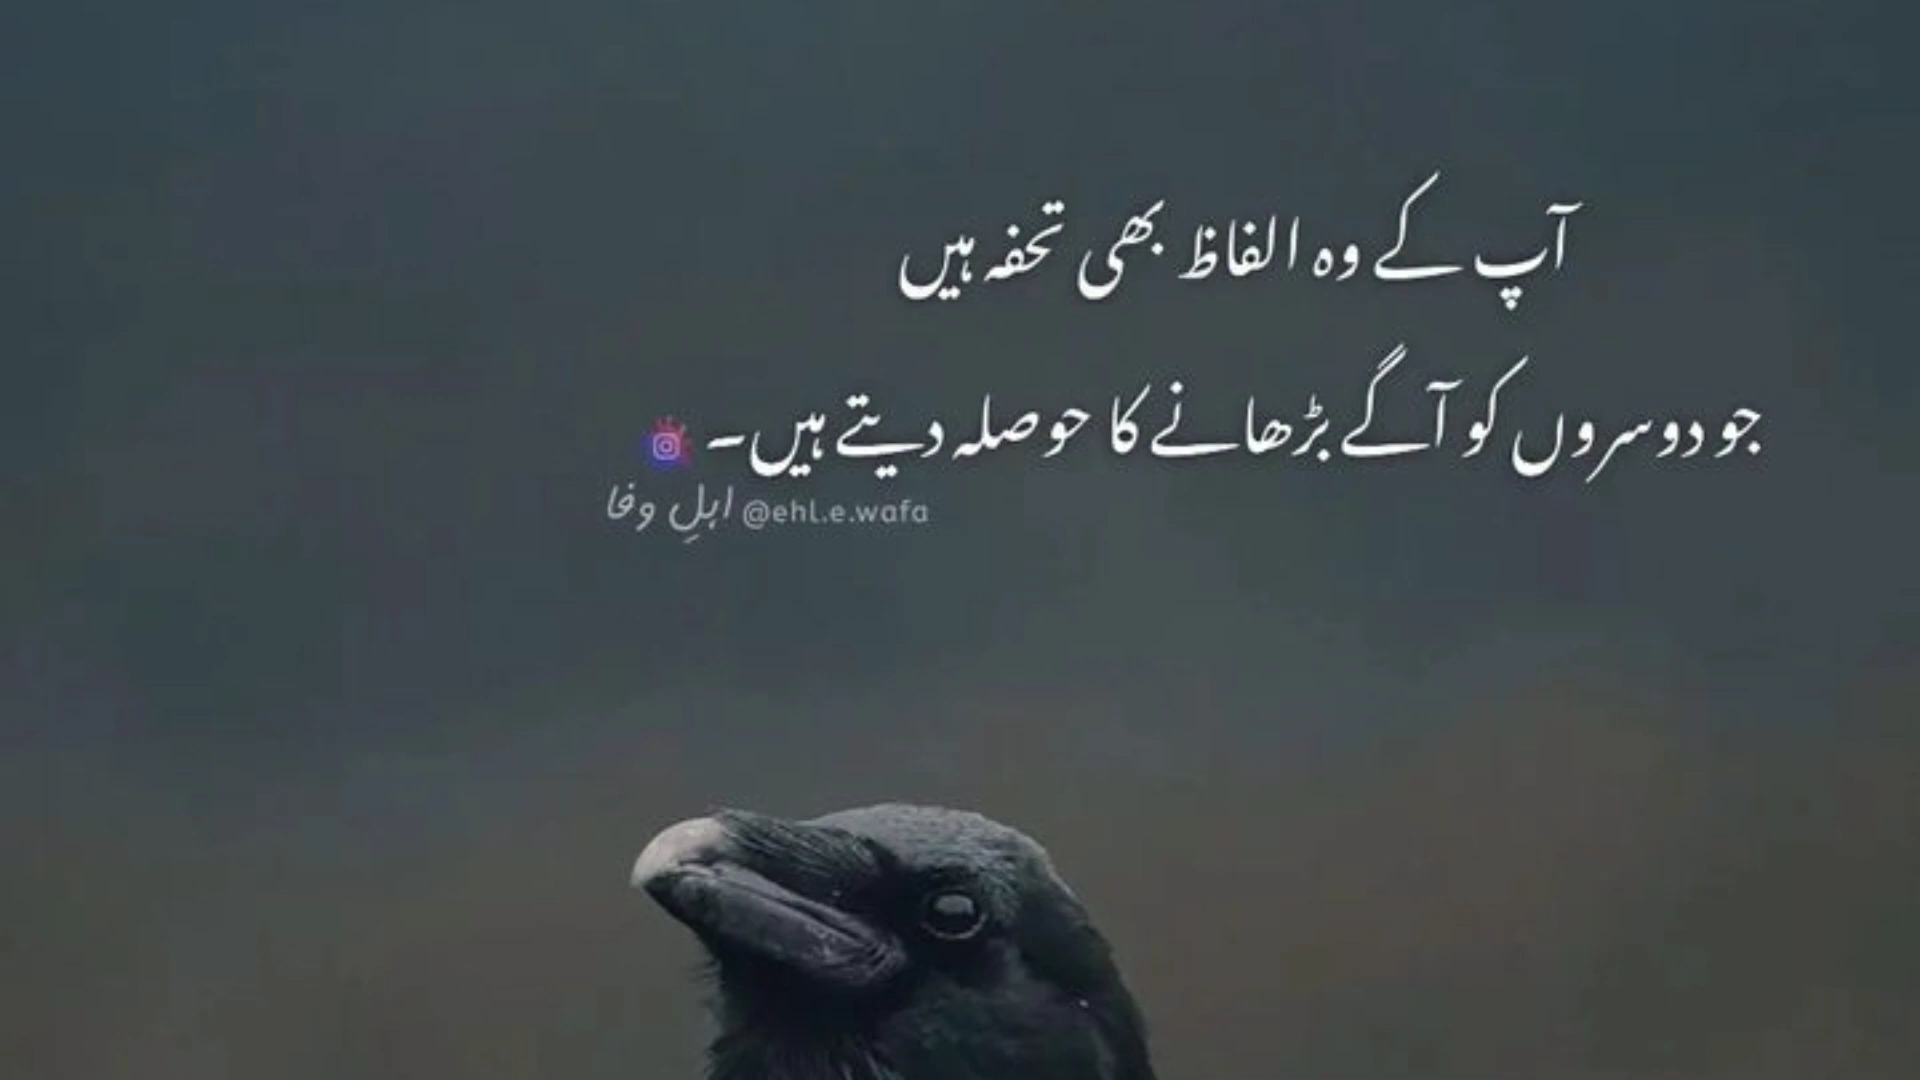 آپ کے وہ الفاظ بھی تحفہ ہیں
جو دوسروں کو آگے بڑھانے کا حوصلہ دیتے ہیں۔
@ehl.e.wafa اہلِ وفا